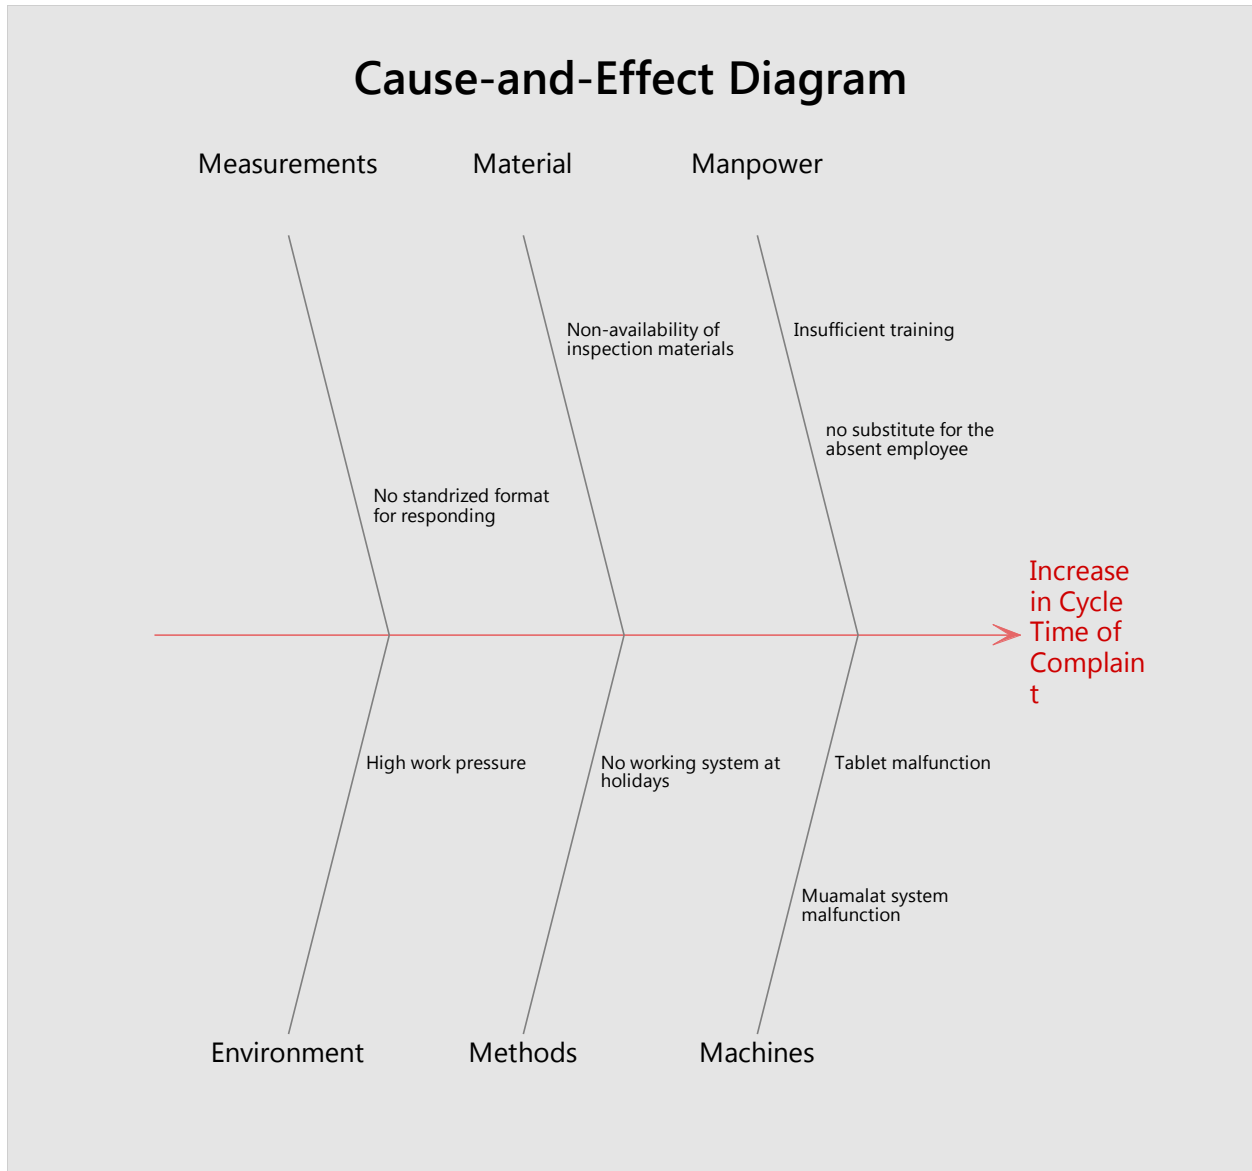 Cause-and-Effect Diagram
Measurements
Material
Manpower
Non-availability of
inspection materials
Insufficient training
no substitute for the
absent employee
No standrized format
for responding
Increase
in Cycle
Time of
Complain
t
High work pressure
No working system at
holidays
Tablet malfunction
Muamalat system
malfunction
Environment
Methods
Machines